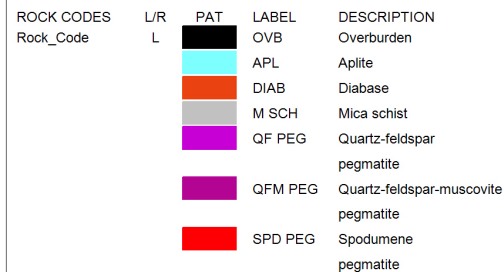 ROCK CODES L/R PAT LABEL DESCRIPTION
Rock_Code L OVB Overburden
APL Aplite
DIAB Diabase
M SCH Mica schist
QF PEG Quartz-feldspar
pegmatite
QFM PEG Quartz-feldspar-muscovite
pegmatite
SPD PEG Spodumene
pegmatite